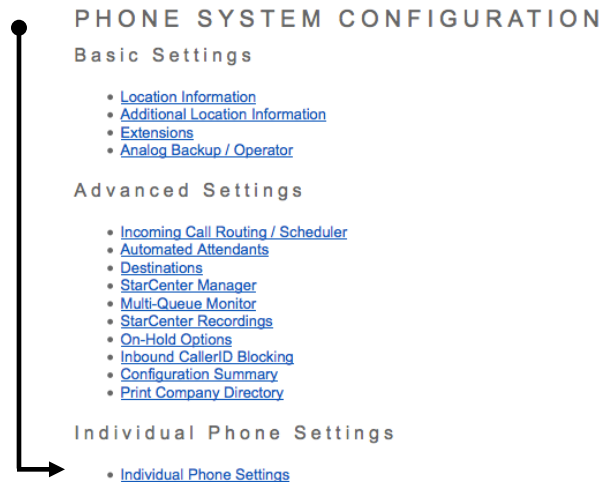 PHONE SYSTEM CONFIGURATION
Basic Settings
Location Information
Additional Location Information
Extensions
Analog Backup / Operator
Advanced Settings
Incoming Call Routing / Scheduler
Automated Attendants
Destinations
StarCenter Manager
Multi-Queue Monitor
StarCenter Recordings
On-Hold Options
Inbound CallerID Blocking
Configuration Summary
Print Company Directory
Individual Phone Settings
Individual Phone Settings